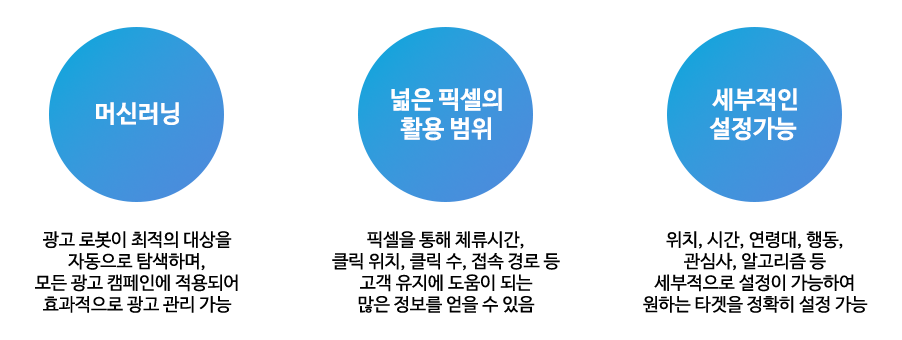 머신러닝
넓은 픽셀의
활용 범위
세부적인
설정가능
광고 로봇이 최적의 대상을
자동으로 탐색하며,
모든 광고 캠페인에 적용되어
효과적으로 광고 관리 가능
픽셀을 통해 체류시간,
클릭 위치, 클릭 수, 접속 경로 등
고객 유지에 도움이 되는
많은 정보를 얻을 수 있음
위치, 시간, 연령대, 행동,
관심사, 알고리즘 등
세부적으로 설정이 가능하여
원하는 타겟을 정확히 설정 가능